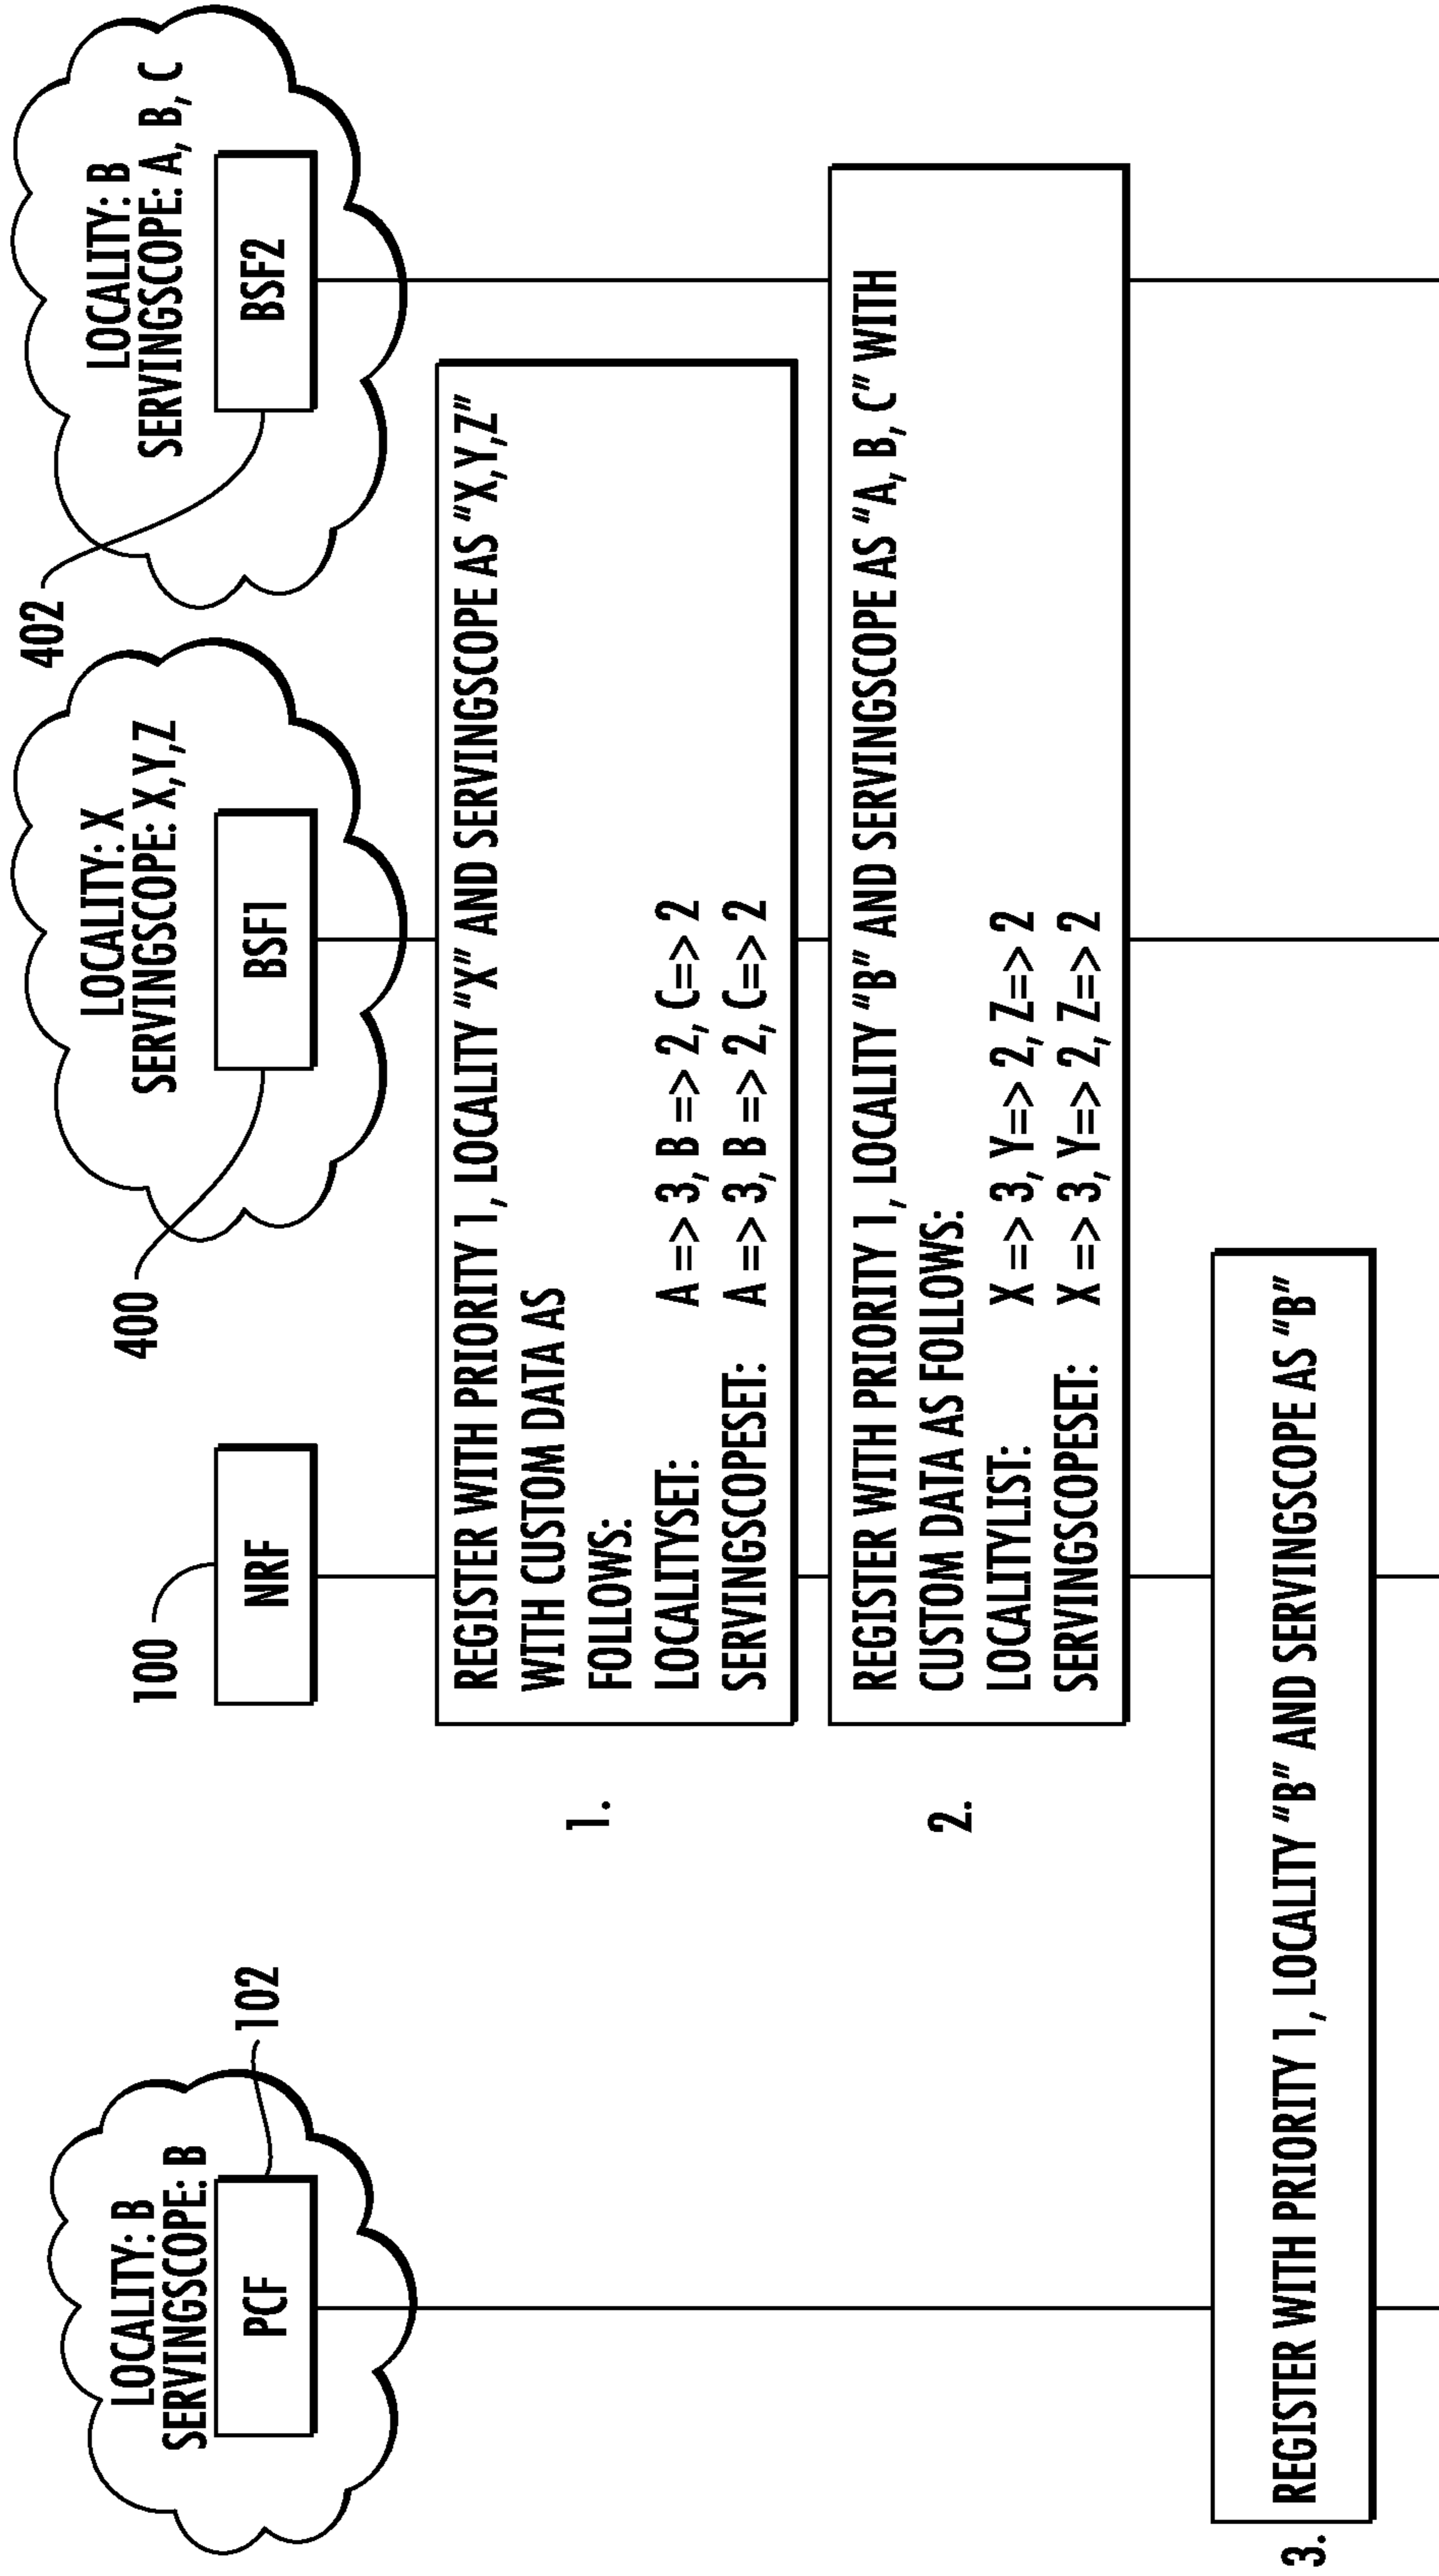 LOCALITY: B
SERVINGSCOPE: B
PCF
102
100
NRF
400
LOCALITY: X
SERVINGSCOPE: X,Y,Z
BSF1
402
LOCALITY: B
SERVINGSCOPE: A, B, C
BSF2
1.
REGISTER WITH PRIORITY 1, LOCALITY “X” AND SERVINGSCOPE AS “X,Y,Z”
WITH CUSTOM DATA AS
FOLLOWS:
LOCALITYSET: A => 3, B => 2, C=> 2
SERVINGSCOPESET: A => 3, B => 2, C=> 2
2.
REGISTER WITH PRIORITY 1, LOCALITY “B” AND SERVINGSCOPE AS “A, B, C” WITH
CUSTOM DATA AS FOLLOWS:
LOCALITYLIST: X => 3, Y=> 2, Z=> 2
SERVINGSCOPESET: X => 3, Y=> 2, Z=> 2
3. REGISTER WITH PRIORITY 1, LOCALITY “B” AND SERVINGSCOPE AS “B”